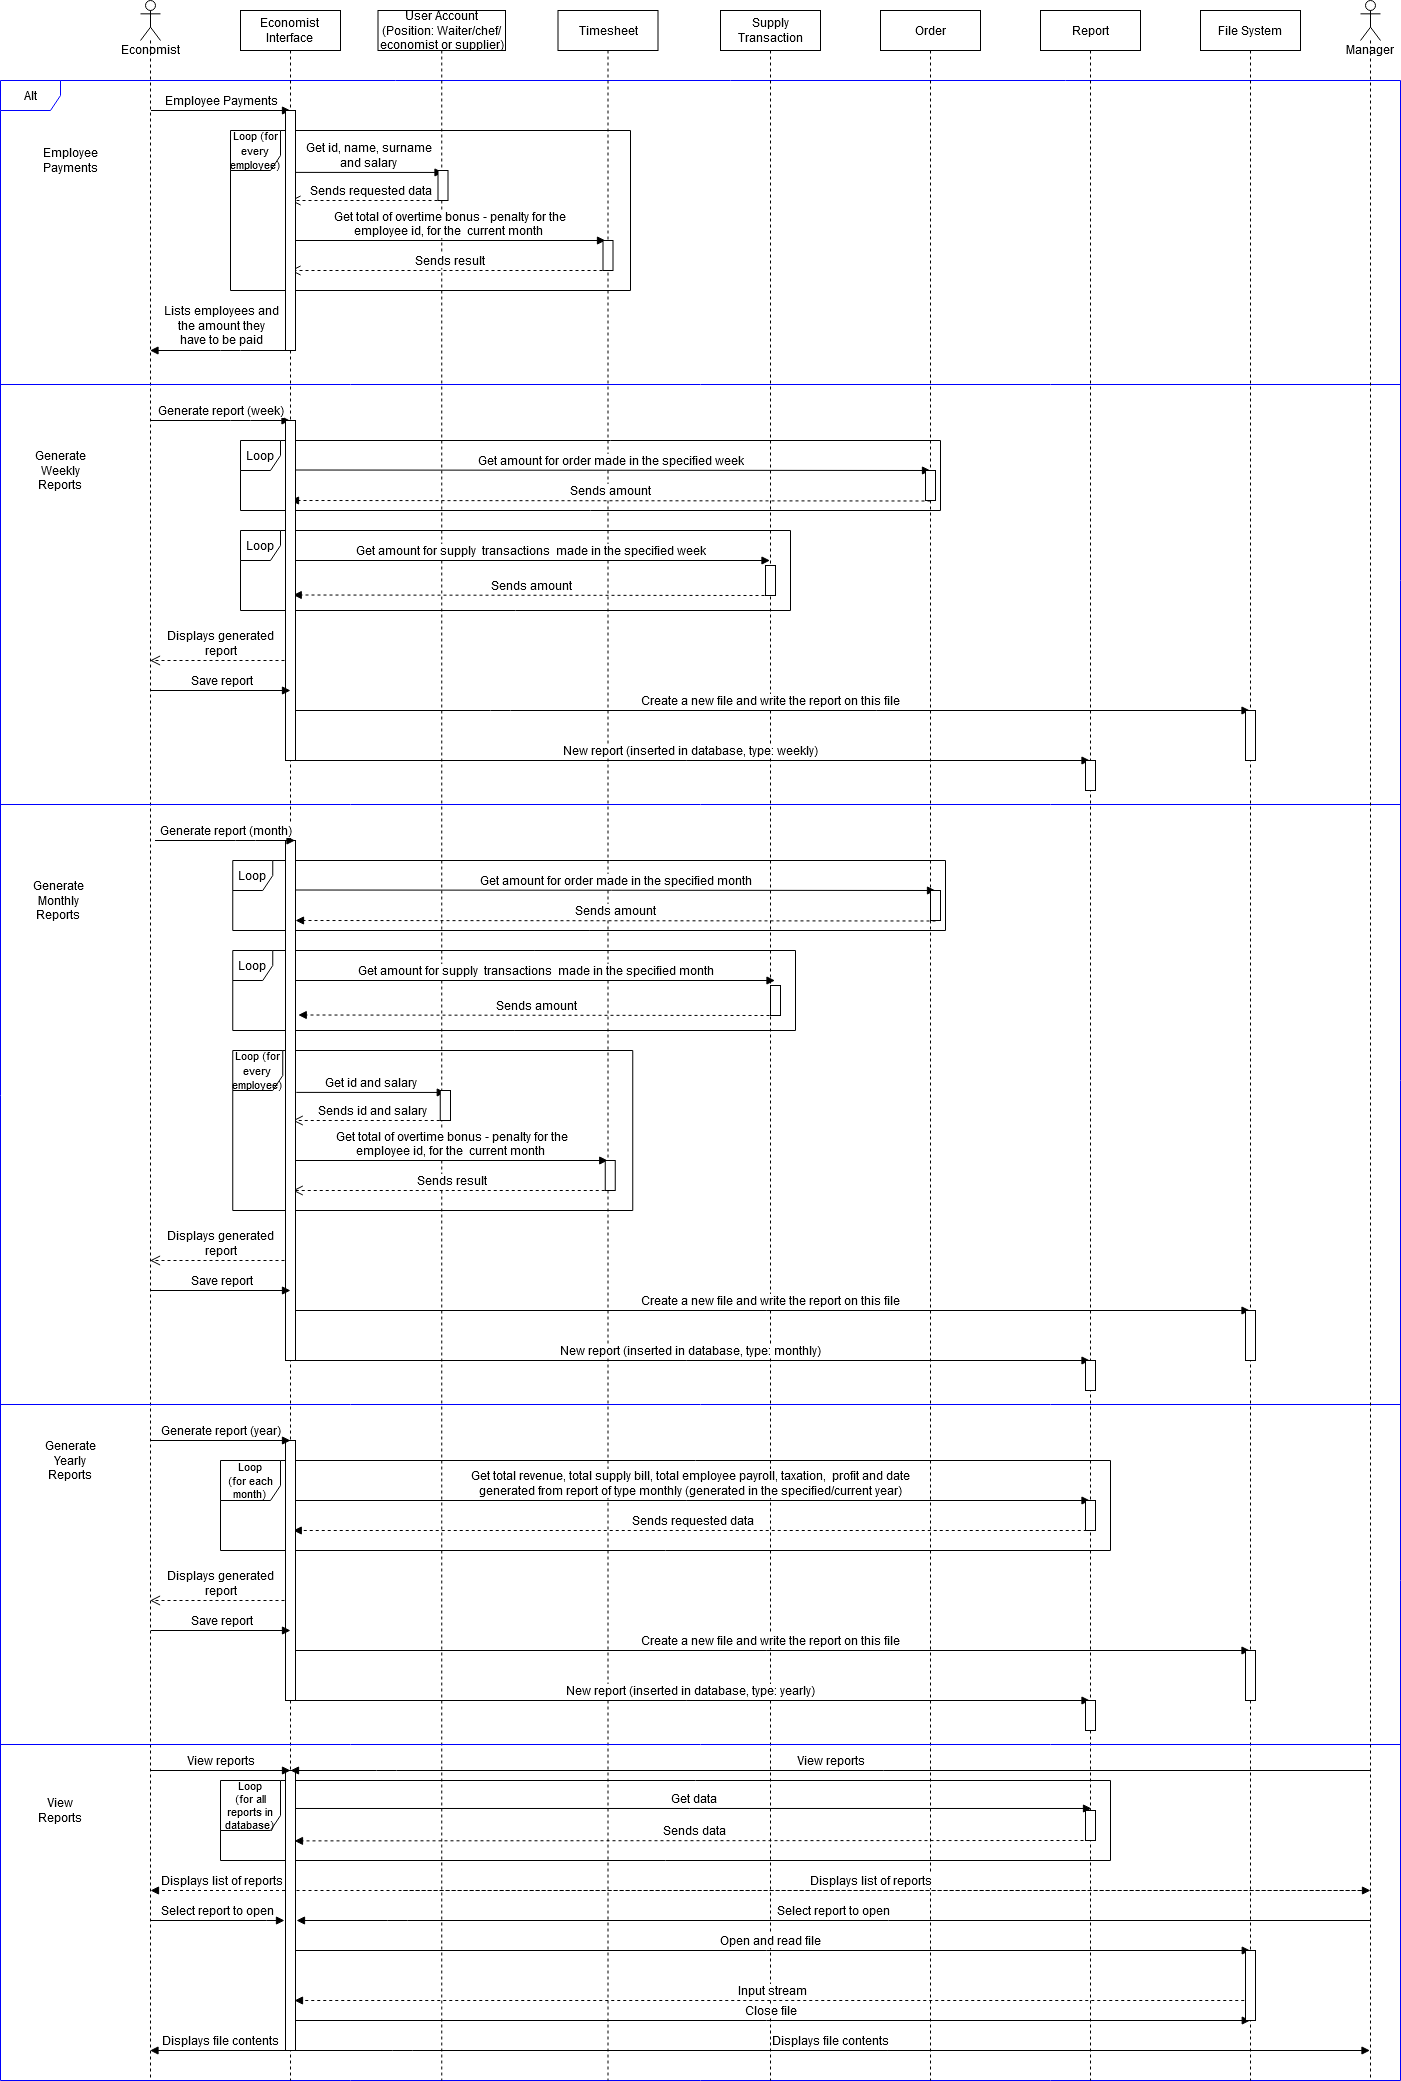 Economist
Economist
Interface
User Account
(Position: Waiter/chef/
economist or supplier)
Timesheet
Supply
Transaction
Order
Report
File System
Manager
Alt
Employee Payments
Employee
Payments
Loop (for
every
employee)
Get id, name, surname
and salary
Sends requested data
Get total of overtime bonus - penalty for the
employee id, for the current month
Sends result
Lists employees and
the amount they
have to be paid
Generate report (week)
Generate
Weekly
Reports
Loop
Get amount for order made in the specified week
Sends amount
Loop
Get amount for supply transactions made in the specified week
Sends amount
Displays generated
report
Save report
Create a new file and write the report on this file
New report (inserted in database, type: weekly)
Generate report (month)
Generate
Monthly
Reports
Loop
Get amount for order made in the specified month
Sends amount
Loop
Get amount for supply transactions made in the specified month
Sends amount
Loop (for
every
employee)
Get id and salary
Sends id and salary
Get total of overtime bonus - penalty for the
employee id, for the current month
Sends result
Displays generated
report
Save report
Create a new file and write the report on this file
New report (inserted in database, type: monthly)
Generate report (year)
Generate
Yearly
Reports
Loop
(for each
month)
Get total revenue, total supply bill, total employee payroll, taxation, profit and date
generated from report of type monthly (generated in the specified/current year)
Sends requested data
Displays generated
report
Save report
Create a new file and write the report on this file
New report (inserted in database, type: yearly)
View reports
View reports
View
Reports
Loop
(for all
reports in
database)
Get data
Sends data
Displays list of reports
Displays list of reports
Select report to open
Select report to open
Open and read file
Input stream
Close file
Displays file contents
Displays file contents